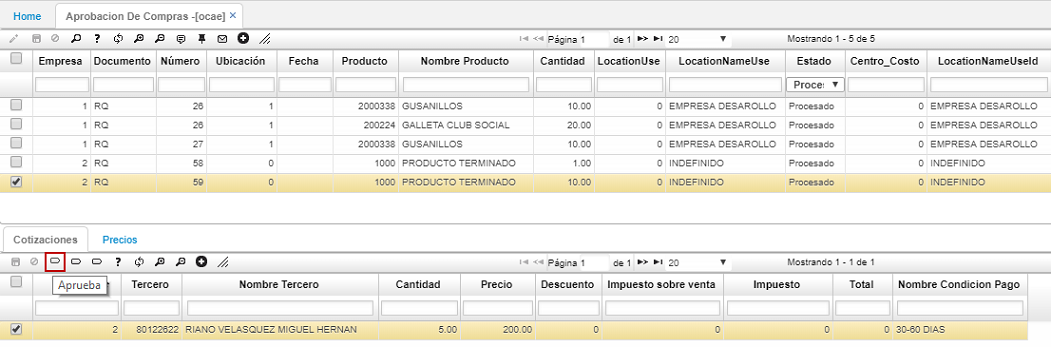 Home Aprobacion De Compras -[ocae] ×
Página 1 de 1 20 Mostrando 1 - 5 de 5
Empresa Documento Número Ubicación Fecha Producto Nombre Producto Cantidad LocationUse LocationNameUse Estado Centro_Costo LocationNameUseId
Proce
1 RQ 26 1 2000338 GUSANILLOS 10.00 0 EMPRESA DESAROLLO Procesado 0 EMPRESA DESAROLLO
1 RQ 26 1 200224 GALLETA CLUB SOCIAL 20.00 0 EMPRESA DESAROLLO Procesado 0 EMPRESA DESAROLLO
1 RQ 27 1 2000338 GUSANILLOS 10.00 0 EMPRESA DESAROLLO Procesado 0 EMPRESA DESAROLLO
2 RQ 58 0 1000 PRODUCTO TERMINADO 1.00 0 INDEFINIDO Procesado 0 INDEFINIDO
2 RQ 59 0 1000 PRODUCTO TERMINADO 10.00 0 INDEFINIDO Procesado 0 INDEFINIDO
Cotizaciones Precios
Página 1 de 1 20 Mostrando 1 - 1 de 1
Aprueba
Tercero Nombre Tercero Cantidad Precio Descuento Impuesto sobre venta Impuesto Total Nombre Condicion Pago
2 80122622 RIANO VELASQUEZ MIGUEL HERNAN 5.00 200.00 0 0 0 0 30-60 DIAS